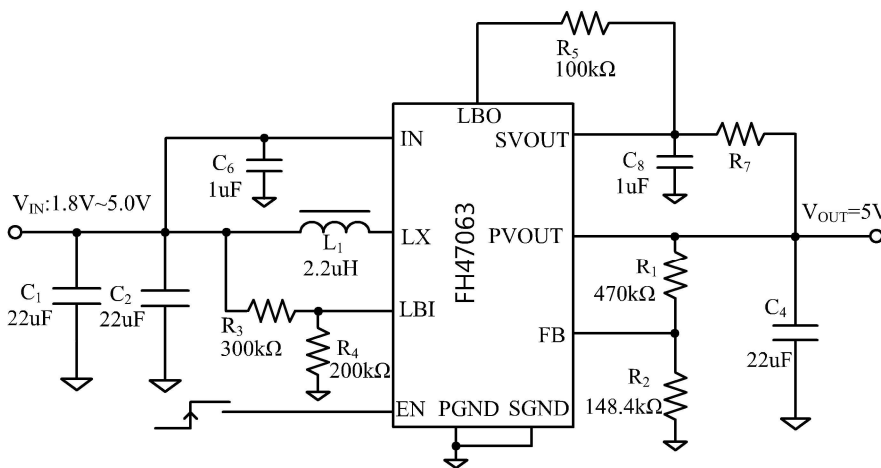 R5
100kΩ
LBO
IN
SVOUT
C6
1uF
C8
1uF
R7
VIN:1.8V~5.0V
VOUT=5V
LX
PVOUT
FH47063
L1
2.2uH
R1
470kΩ
C1
22uF
C2
22uF
LBI
R3
300kΩ
R4
200kΩ
FB
C4
22uF
R2
148.4kΩ
EN
PGND
SGND